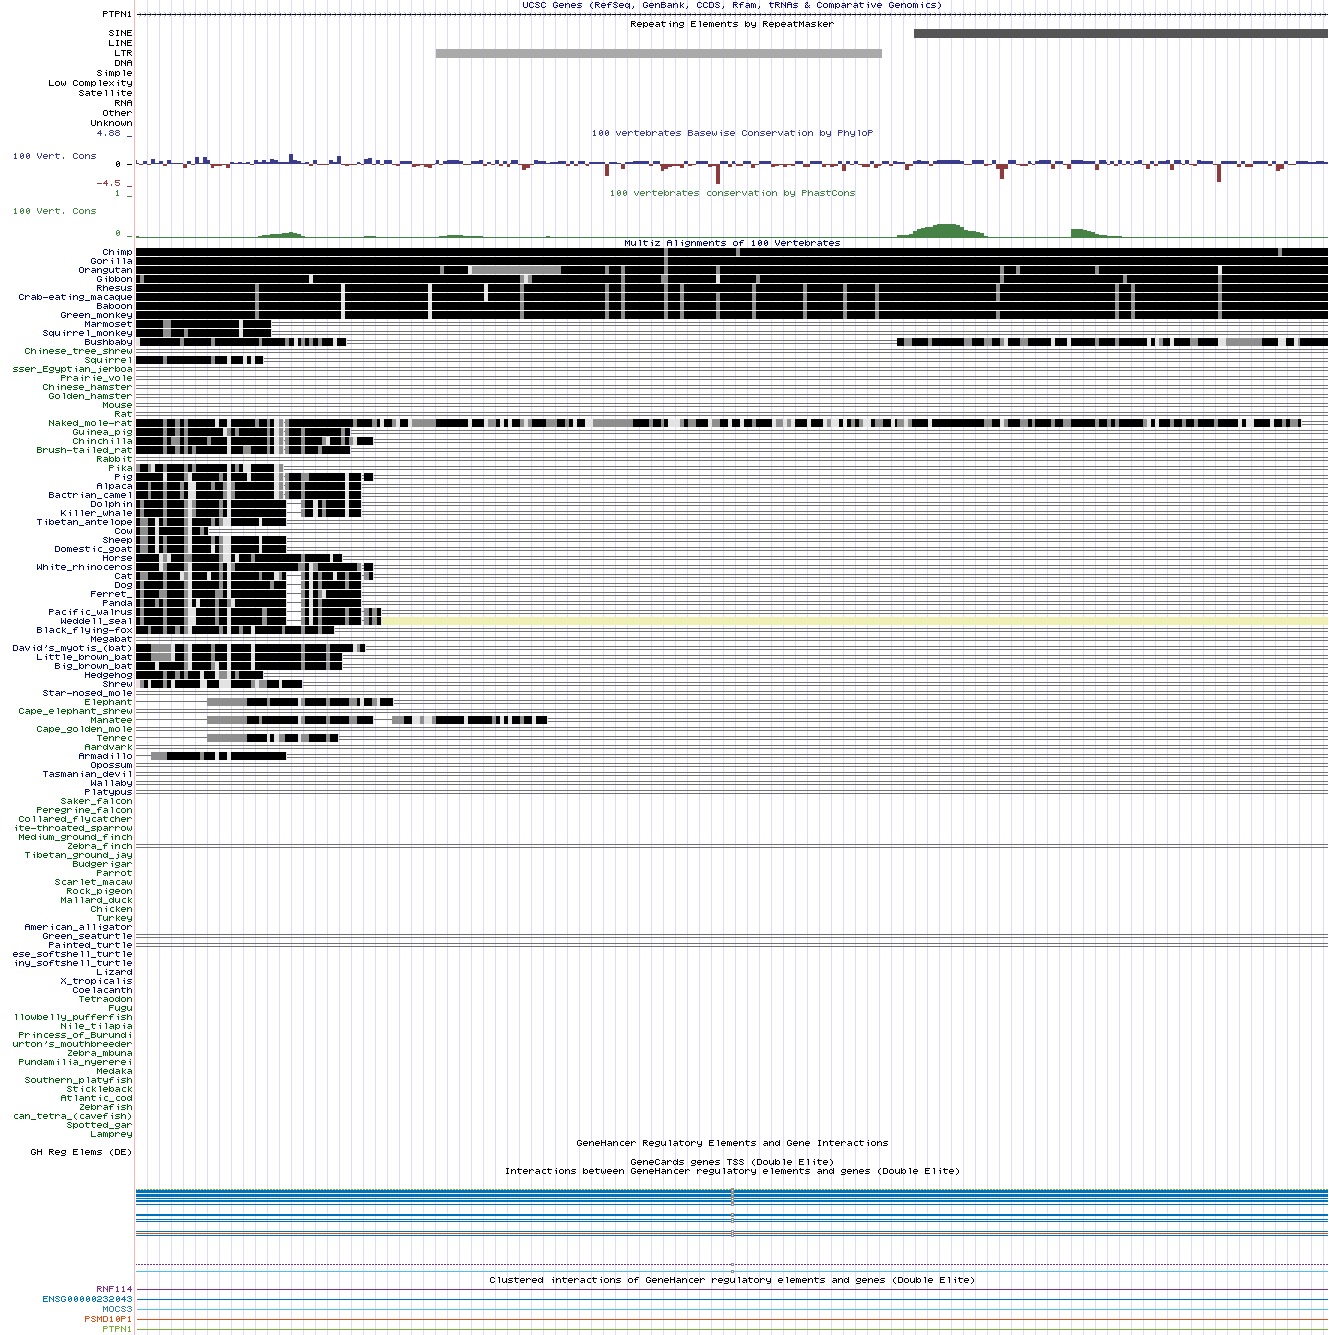 UCSC Genes (RefSeq, GenBank, CCDS, Rfam, tRNAs & Comparative Genomics)
PTPN1
Repeating Elements by RepeatMasker
SINE
LINE
LTR
DNA
Simple
Low Complexity
Satellite
RNA
Other
Unknown
4.88 _
100 vertebrates Basewise Conservation by PhyloP
100 Vert. Cons
0 _
-4.5 _
100 vertebrates conservation by PhastCons
1 _
100 Vert. Cons
0 _
Multiz Alignments of 100 Vertebrates
Chimp
Gorilla
Orangutan
Gibbon
Rhesus
Crab-eating_macaque
Baboon
Green_monkey
Marmoset
Squirrel_monkey
Bushbaby
Chinese_tree_shrew
Squirrel
sser_Egyptian_jerboa
Prairie_vole
Chinese_hamster
Golden_hamster
Mouse
Rat
Naked_mole-rat
Guinea_pig
Chinchilla
Brush-tailed_rat
Rabbit
Pika
Pig
Alpaca
Bactrian_camel
Dolphin
Killer_whale
Tibetan_antelope
Cow
Sheep
Domestic_goat
Horse
White_rhinoceros
Cat
Dog
Ferret_
Panda
Pacific_walrus
Weddell_seal
Black_flying-fox
Megabat
David's_myotis_(bat)
Little_brown_bat
Big_brown_bat
Hedgehog
Shrew
Star-nosed_mole
Elephant
Cape_elephant_shrew
Manatee
Cape_golden_mole
Tenrec
Aardvark
Armadillo
Opossum
Tasmanian_devil
Wallaby
Platypus
Saker_falcon
Peregrine_falcon
Collared_flycatcher
ite-throated_sparrow
Medium_ground_finch
Zebra_finch
Tibetan_ground_jay
Budgerigar
Parrot
Scarlet_macaw
Rock_pigeon
Mallard_duck
Chicken
Turkey
American_alligator
Green_seaturtle
Painted_turtle
ese_softshell_turtle
iny_softshell_turtle
Lizard
X_tropicalis
Coelacanth
Tetraodon
Fugu
llowbelly_pufferfish
Nile_tilapia
Princess_of_Burundi
urton's_mouthbreeder
Zebra_mbuna
Pundamilia_nyererei
Medaka
Southern_platyfish
Stickleback
Atlantic_cod
Zebrafish
can_tetra_(cavefish)
Spotted_gar
Lamprey
GeneHancer Regulatory Elements and Gene Interactions
GH Reg Elems (DE)
GeneCards genes TSS (Double Elite)
Interactions between GeneHancer regulatory elements and genes (Double Elite)
Clustered interactions of GeneHancer regulatory elements and genes (Double Elite)
RNF114
ENSG00000232043
MOCS3
PSMD10P1
PTPN1